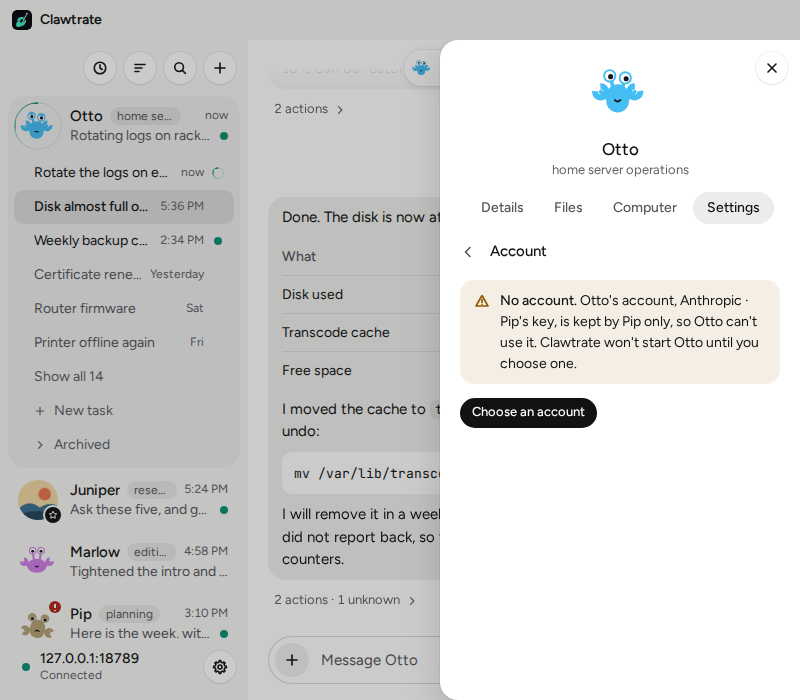 Clawtrate
Otto home se... now
Rotating logs on rack...
Rotate the logs on e... now
Disk almost full o... 5:36 PM
Weekly backup c... 2:34 PM
Certificate rene... Yesterday
Router firmware Sat
Printer offline again Fri
Show all 14
New task
Archived
Juniper rese... 5:24 PM
Ask these five, and g...
Marlow editi... 4:58 PM
Tightened the intro and ...
Pip planning 3:10 PM
Here is the week. wit...
127.0.0.1:18789
Connected
2 actions
Done. The disk is now at
What
Disk used
Transcode cache
Free space
I moved the cache to
undo:
mv /var/lib/transc
I will remove it in a wee
did not report back, so
counters.
2 actions · 1 unknown
Message Otto
Otto
home server operations
Details Files Computer Settings
Account
No account. Otto's account, Anthropic ·
Pip's key, is kept by Pip only, so Otto can't
use it. Clawtrate won't start Otto until you
choose one.
Choose an account